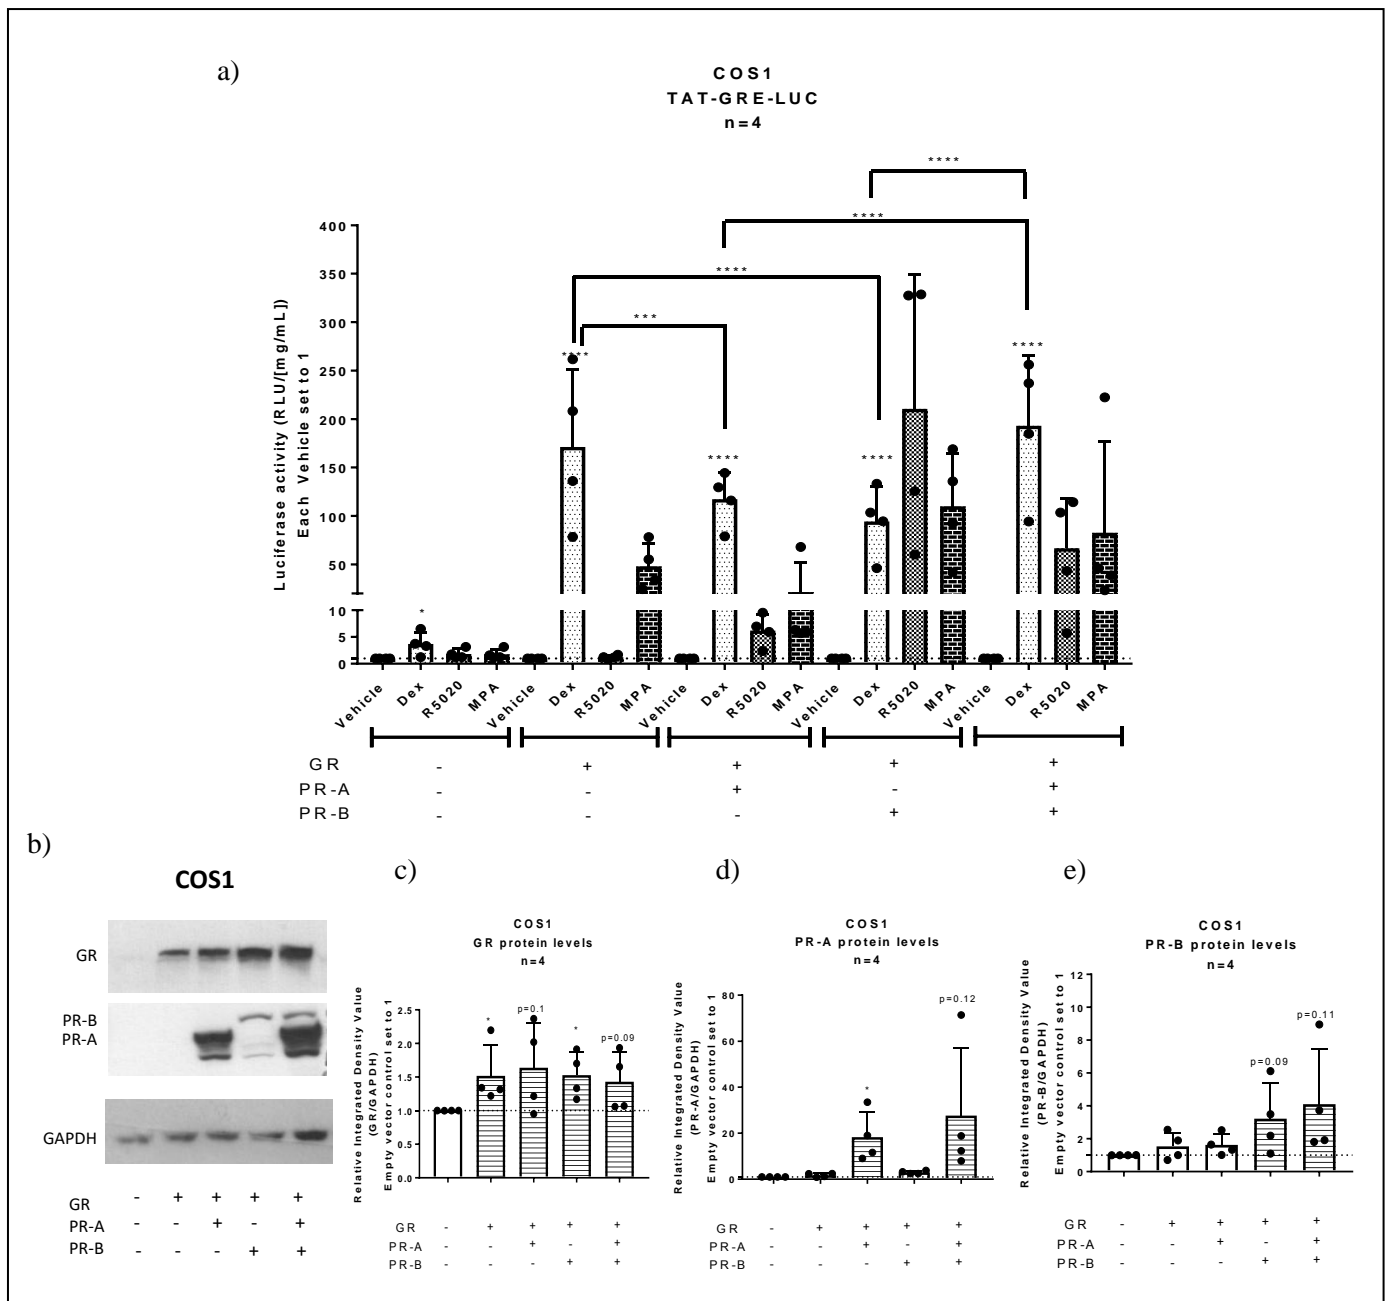 a)
COS1
TAT-GRE-LUC
n=4
****
****
****
***
**** **** **** ****
*
Luciferase activity (RLU/[mg/mL])
Each Vehicle set to 1
400
350
300
250
200
150
100
50
10
5
0
Vehicle Dex R5020 MPA Vehicle Dex R5020 MPA Vehicle Dex R5020 MPA Vehicle Dex R5020 MPA Vehicle Dex R5020 MPA
GR - + + + +
PR-A - - + - +
PR-B - - - + +
b)
COS1
GR
PR-B
PR-A
GAPDH
GR - + + + +
PR-A - - + - +
PR-B - - - + +
c)
COS1
GR protein levels
n=4
Relative Integrated Density Value
(GR/GAPDH)
Empty vector control set to 1
2.5
2.0
1.5
1.0
0.5
0.0
* p=0.1 * p=0.09
GR - + + + +
PR-A - - + - +
PR-B - - - + +
d)
COS1
PR-A protein levels
n=4
Relative Integrated Density Value
(PR-A/GAPDH)
Empty vector control set to 1
80
60
40
20
0
* p=0.12
GR - + + + +
PR-A - - + - +
PR-B - - - + +
e)
COS1
PR-B protein levels
n=4
Relative Integrated Density Value
(PR-B/GAPDH)
Empty vector control set to 1
12
10
8
6
4
2
0
p=0.09 p=0.11
GR - + + + +
PR-A - - + - +
PR-B - - - + +